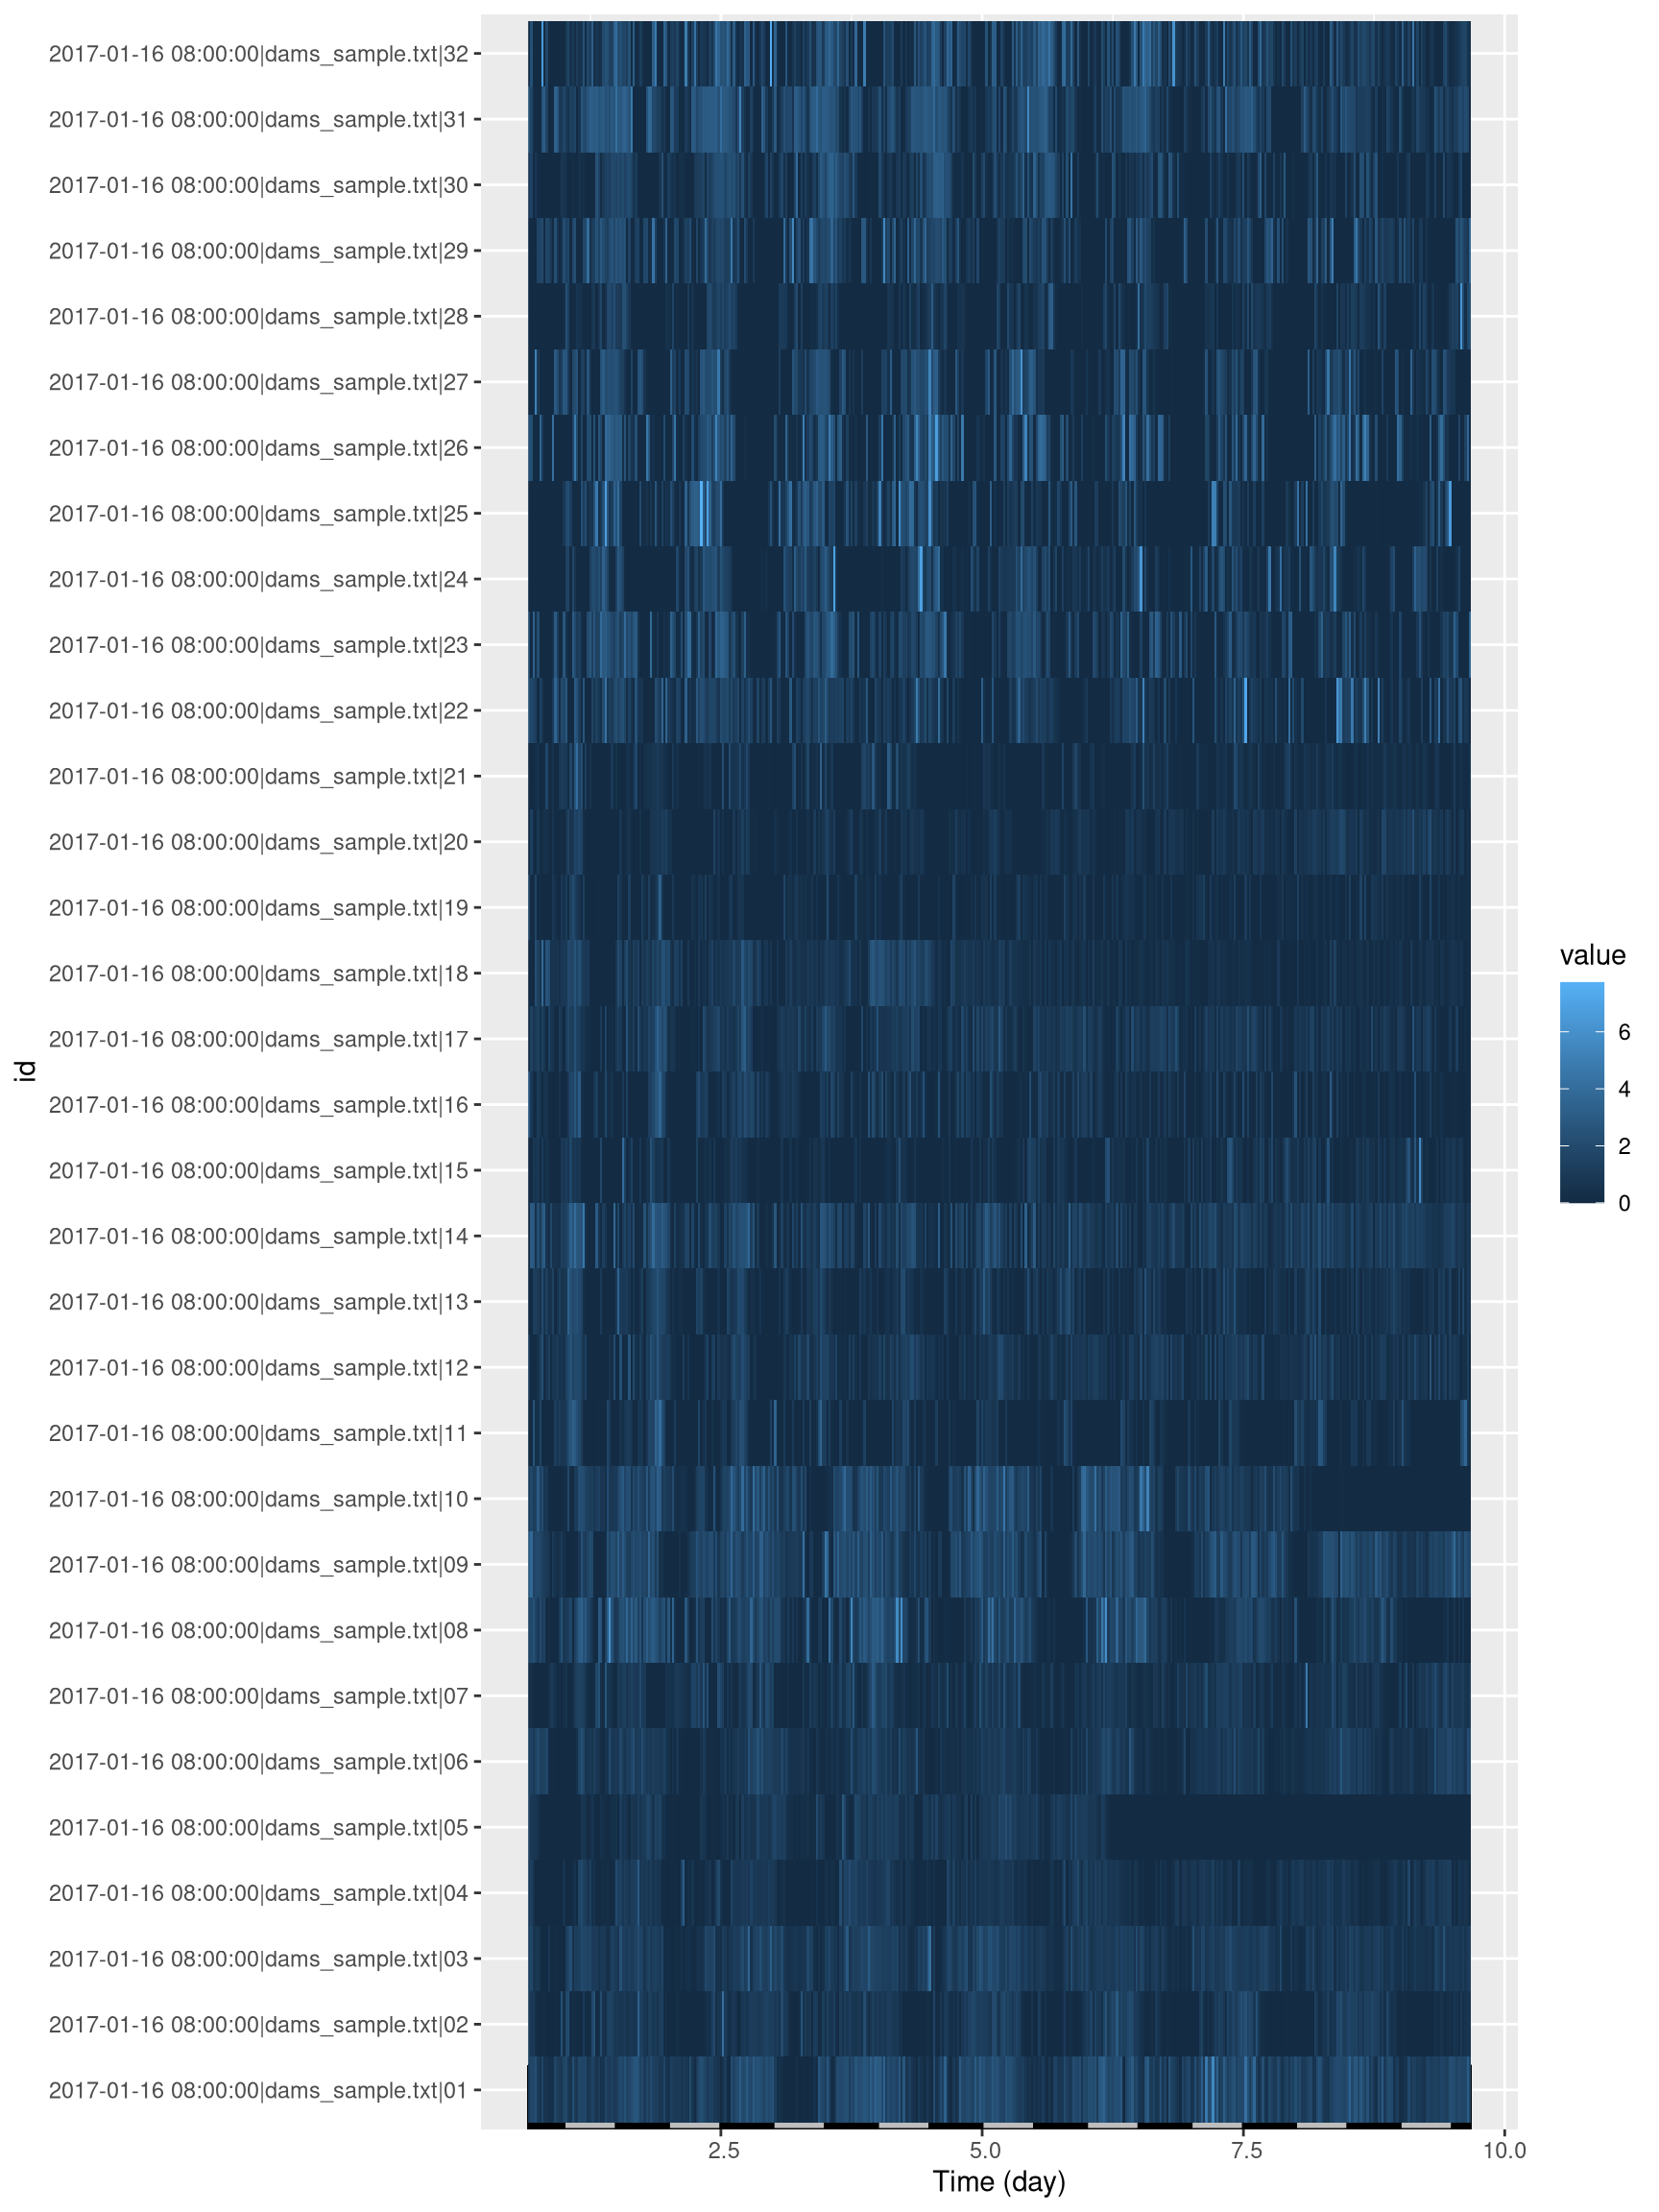 2017-01-16 08:00:00|dams_sample.txt|32
2017-01-16 08:00:00|dams_sample.txt|31
2017-01-16 08:00:00|dams_sample.txt|30
2017-01-16 08:00:00|dams_sample.txt|29
2017-01-16 08:00:00|dams_sample.txt|28
2017-01-16 08:00:00|dams_sample.txt|27
2017-01-16 08:00:00|dams_sample.txt|26
2017-01-16 08:00:00|dams_sample.txt|25
2017-01-16 08:00:00|dams_sample.txt|24
2017-01-16 08:00:00|dams_sample.txt|23
2017-01-16 08:00:00|dams_sample.txt|22
2017-01-16 08:00:00|dams_sample.txt|21
2017-01-16 08:00:00|dams_sample.txt|20
2017-01-16 08:00:00|dams_sample.txt|19
2017-01-16 08:00:00|dams_sample.txt|18
2017-01-16 08:00:00|dams_sample.txt|17
2017-01-16 08:00:00|dams_sample.txt|16
2017-01-16 08:00:00|dams_sample.txt|15
2017-01-16 08:00:00|dams_sample.txt|14
2017-01-16 08:00:00|dams_sample.txt|13
2017-01-16 08:00:00|dams_sample.txt|12
2017-01-16 08:00:00|dams_sample.txt|11
2017-01-16 08:00:00|dams_sample.txt|10
2017-01-16 08:00:00|dams_sample.txt|09
2017-01-16 08:00:00|dams_sample.txt|08
2017-01-16 08:00:00|dams_sample.txt|07
2017-01-16 08:00:00|dams_sample.txt|06
2017-01-16 08:00:00|dams_sample.txt|05
2017-01-16 08:00:00|dams_sample.txt|04
2017-01-16 08:00:00|dams_sample.txt|03
2017-01-16 08:00:00|dams_sample.txt|02
2017-01-16 08:00:00|dams_sample.txt|01
id
2.5 5.0 7.5 10.0
Time (day)
value
6
4
2
0